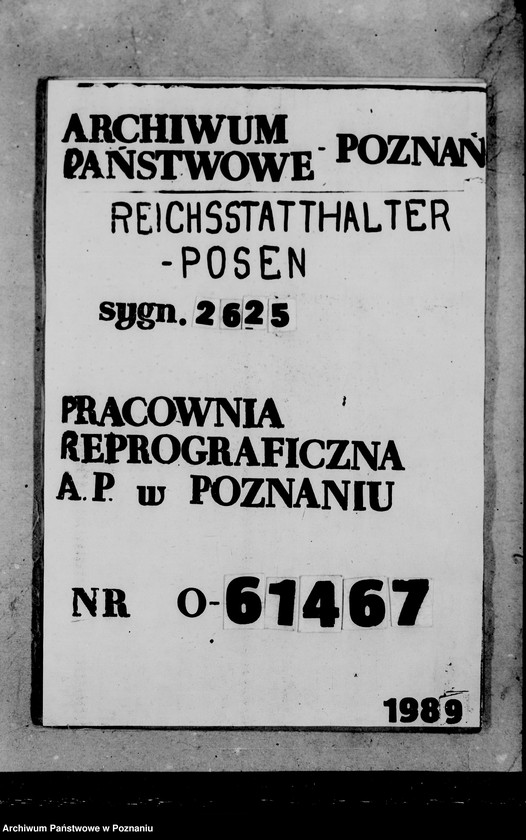 ARCHIWUM
PAŃSTWOWE - POZNAŃ
REICHSSTATTHALTER
-POSEN
sygn. 2625
PRACOWNIA
REPROGRAFICZNA
A.P. w POZNANIU
NR O-61467
1989
Archiwum Państwowe w Poznaniu